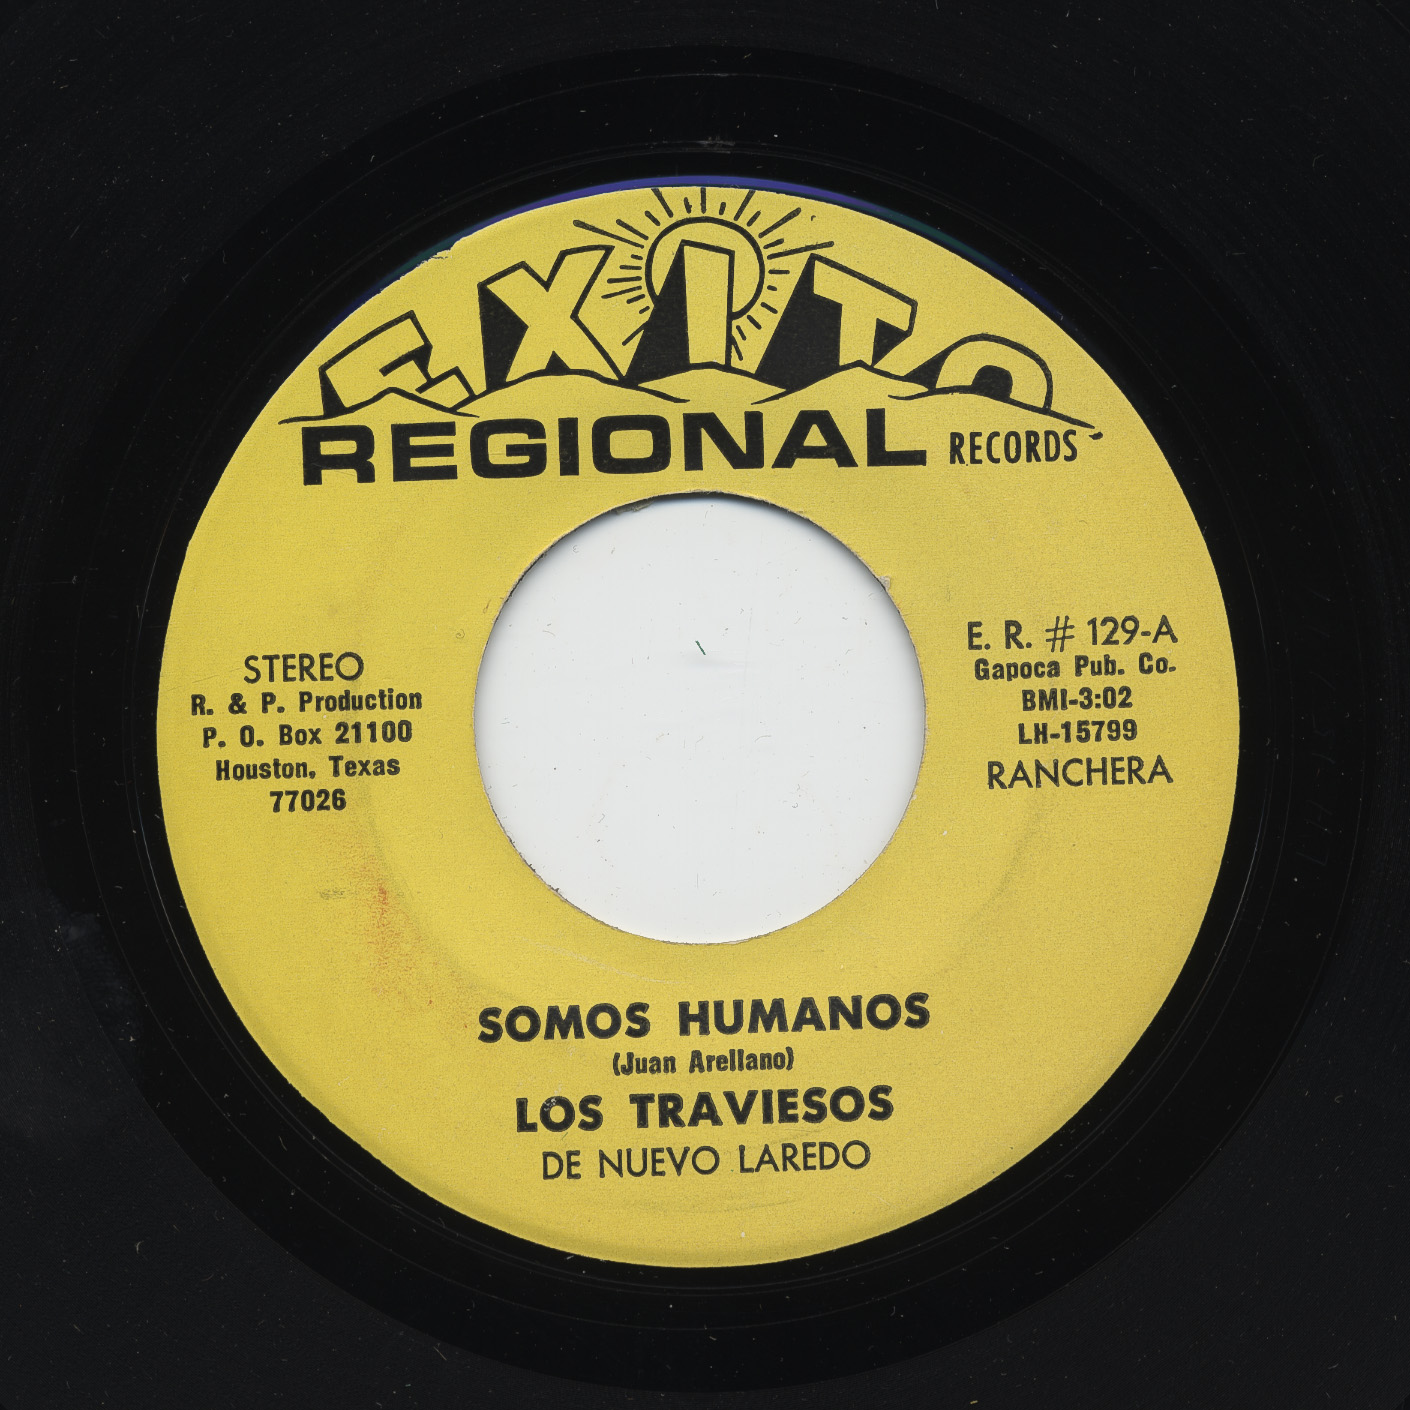 EXITO
REGIONAL RECORDS
STEREO
R. & P. Production
P. O. Box 21100
Houston, Texas
77026
E. R. # 129-A
Gapoca Pub. Co.
BMI-3:02
LH-15799
RANCHERA
SOMOS HUMANOS
(Juan Arellano)
LOS TRAVIESOS
DE NUEVO LAREDO